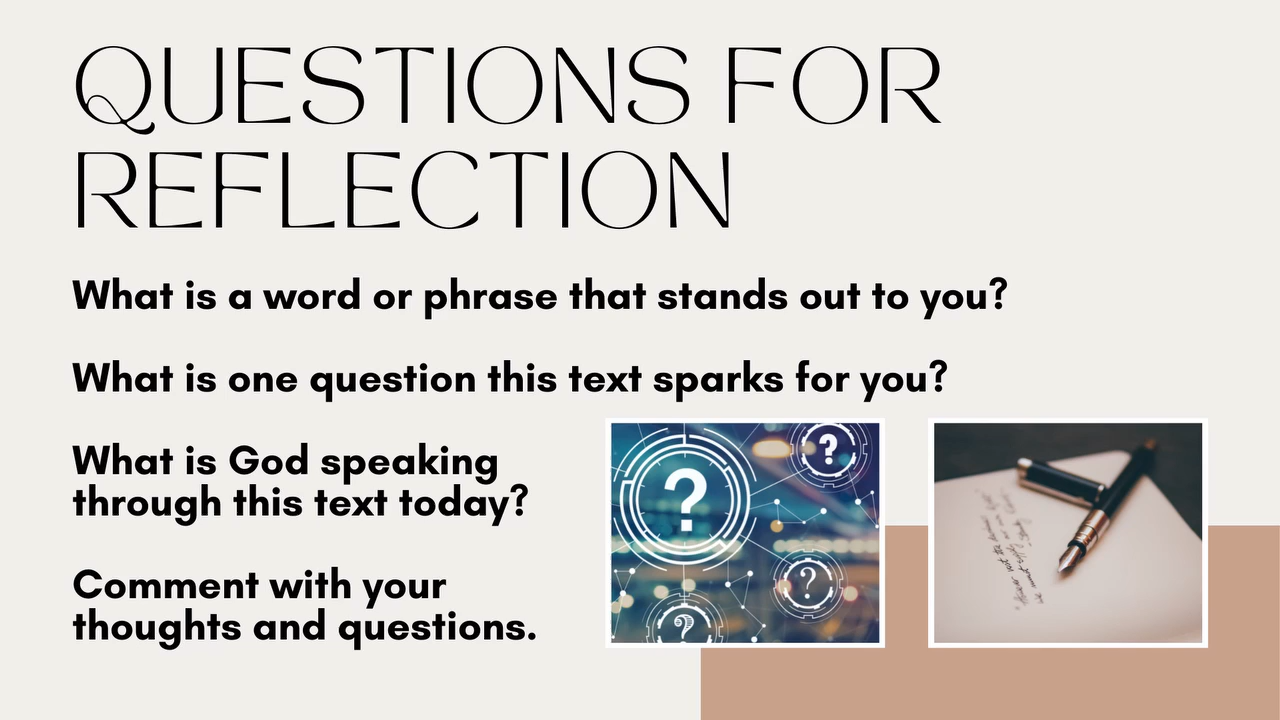 QUESTIONS FOR
REFLECTION
What is a word or phrase that stands out to you?
What is one question this text sparks for you?
What is God speaking
through this text today?
Comment with your
thoughts and questions.
?
?
?
?